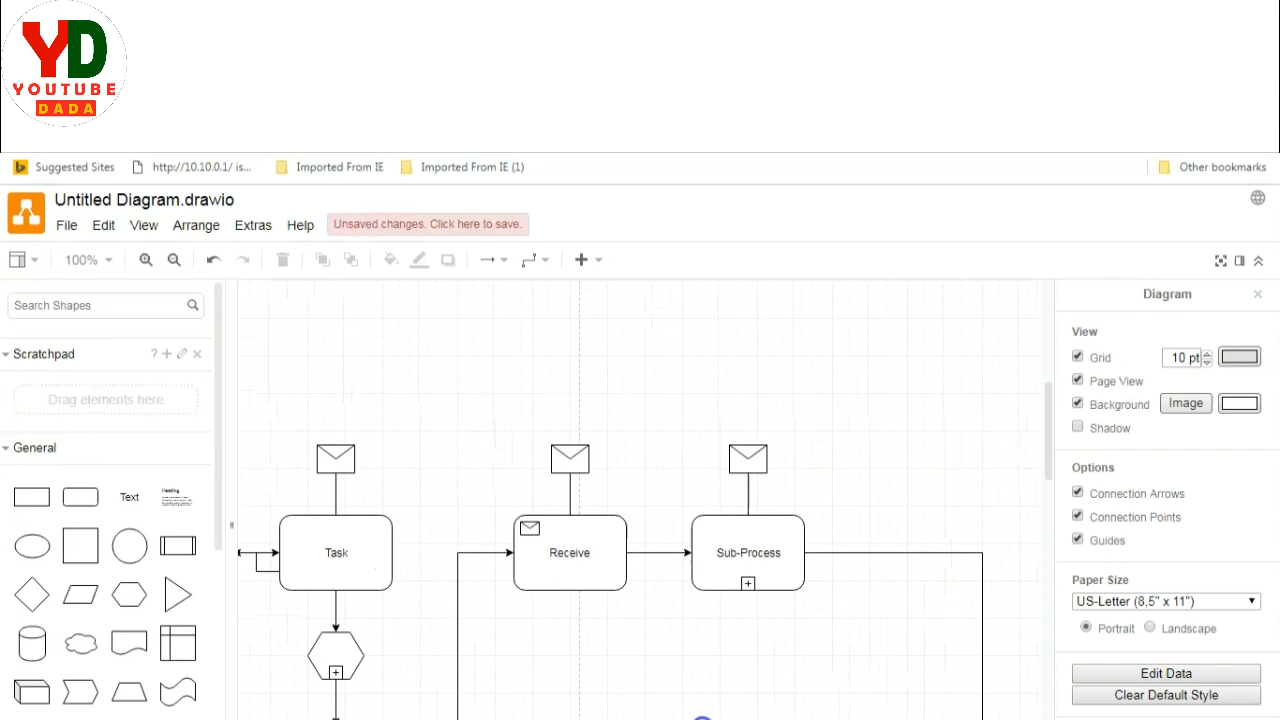 YD
YOUTUBE
DADA
Suggested Sites
http://10.10.0.1/ is...
Imported From IE
Imported From IE (1)
Other bookmarks
Untitled Diagram.drawio
File Edit View Arrange Extras Help
Unsaved changes. Click here to save.
100%
Search Shapes
Scratchpad
?
Drag elements here
General
Text
Heading
Task
Receive
Sub-Process
Diagram
View
Grid
10 pt
Page View
Background
Image
Shadow
Options
Connection Arrows
Connection Points
Guides
Paper Size
US-Letter (8,5" x 11")
Portrait
Landscape
Edit Data
Clear Default Style